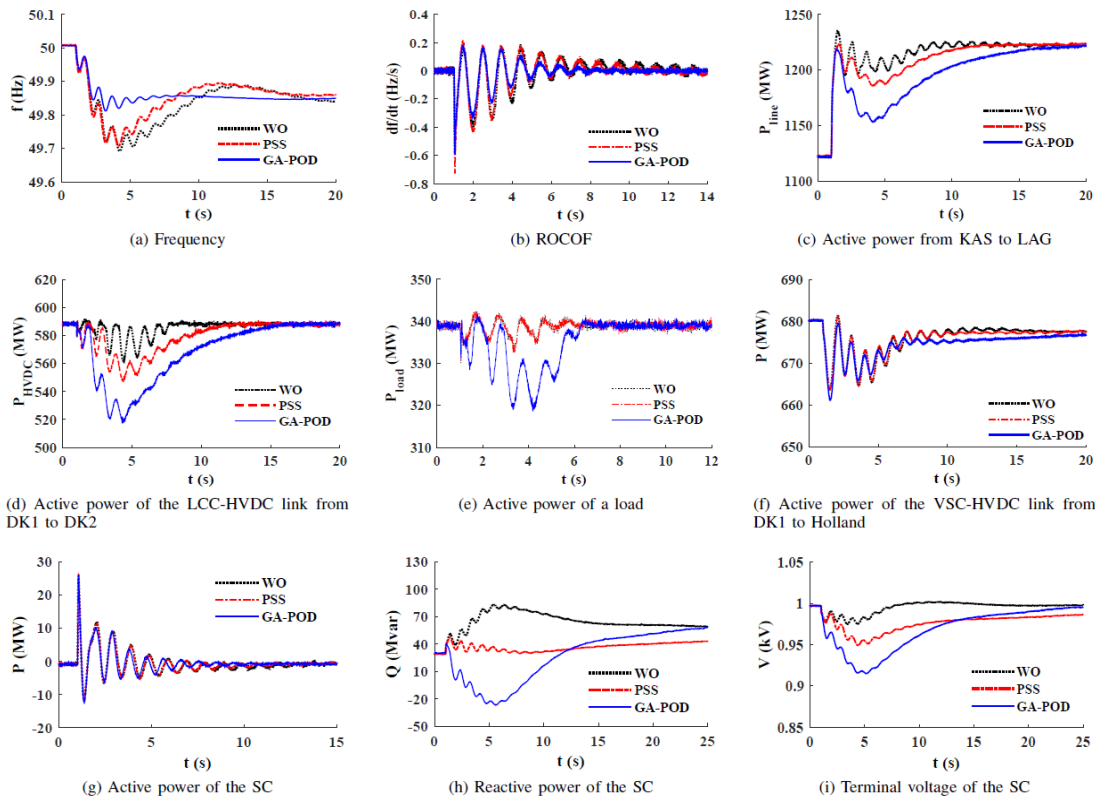 50.1
50
49.9
49.8
49.7
49.6
f (Hz)
WO
PSS
GA-POD
0 5 10 15 20
t (s)
(a) Frequency
0.4
0.2
0
-0.2
-0.4
-0.6
-0.8
df/dt (Hz/s)
WO
PSS
GA-POD
0 2 4 6 8 10 12 14
t (s)
(b) ROCOF
1250
1200
1150
1100
Pline (MW)
WO
PSS
GA-POD
0 5 10 15 20
t (s)
(c) Active power from KAS to LAG
620
600
580
560
540
520
500
PHVDC (MW)
WO
PSS
GA-POD
0 5 10 15 20
t (s)
(d) Active power of the LCC-HVDC link from
DK1 to DK2
350
340
330
320
310
Pload (MW)
WO
PSS
GA-POD
0 2 4 6 8 10 12
t (s)
(e) Active power of a load
690
680
670
660
650
P (MW)
WO
PSS
GA-POD
0 5 10 15 20
t (s)
(f) Active power of the VSC-HVDC link from
DK1 to Holland
30
20
10
0
-10
-20
P (MW)
WO
PSS
GA-POD
0 5 10 15
t (s)
(g) Active power of the SC
130
100
70
40
10
-20
-50
Q (Mvar)
WO
PSS
GA-POD
0 5 10 15 20 25
t (s)
(h) Reactive power of the SC
1.05
1
0.95
0.9
0.85
V (kV)
WO
PSS
GA-POD
0 5 10 15 20 25
t (s)
(i) Terminal voltage of the SC